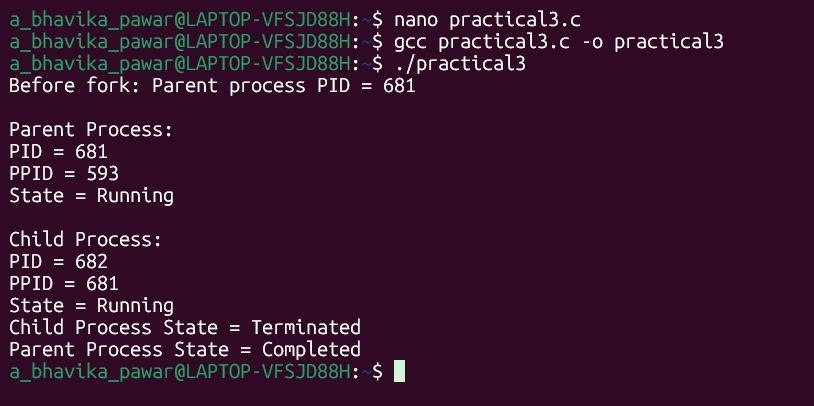 a_bhavika_pawar@LAPTOP-VFSJD88H:~$ nano practical3.c
a_bhavika_pawar@LAPTOP-VFSJD88H:~$ gcc practical3.c -o practical3
a_bhavika_pawar@LAPTOP-VFSJD88H:~$ ./practical3
Before fork: Parent process PID = 681

Parent Process:
PID = 681
PPID = 593
State = Running

Child Process:
PID = 682
PPID = 681
State = Running
Child Process State = Terminated
Parent Process State = Completed
a_bhavika_pawar@LAPTOP-VFSJD88H:~$